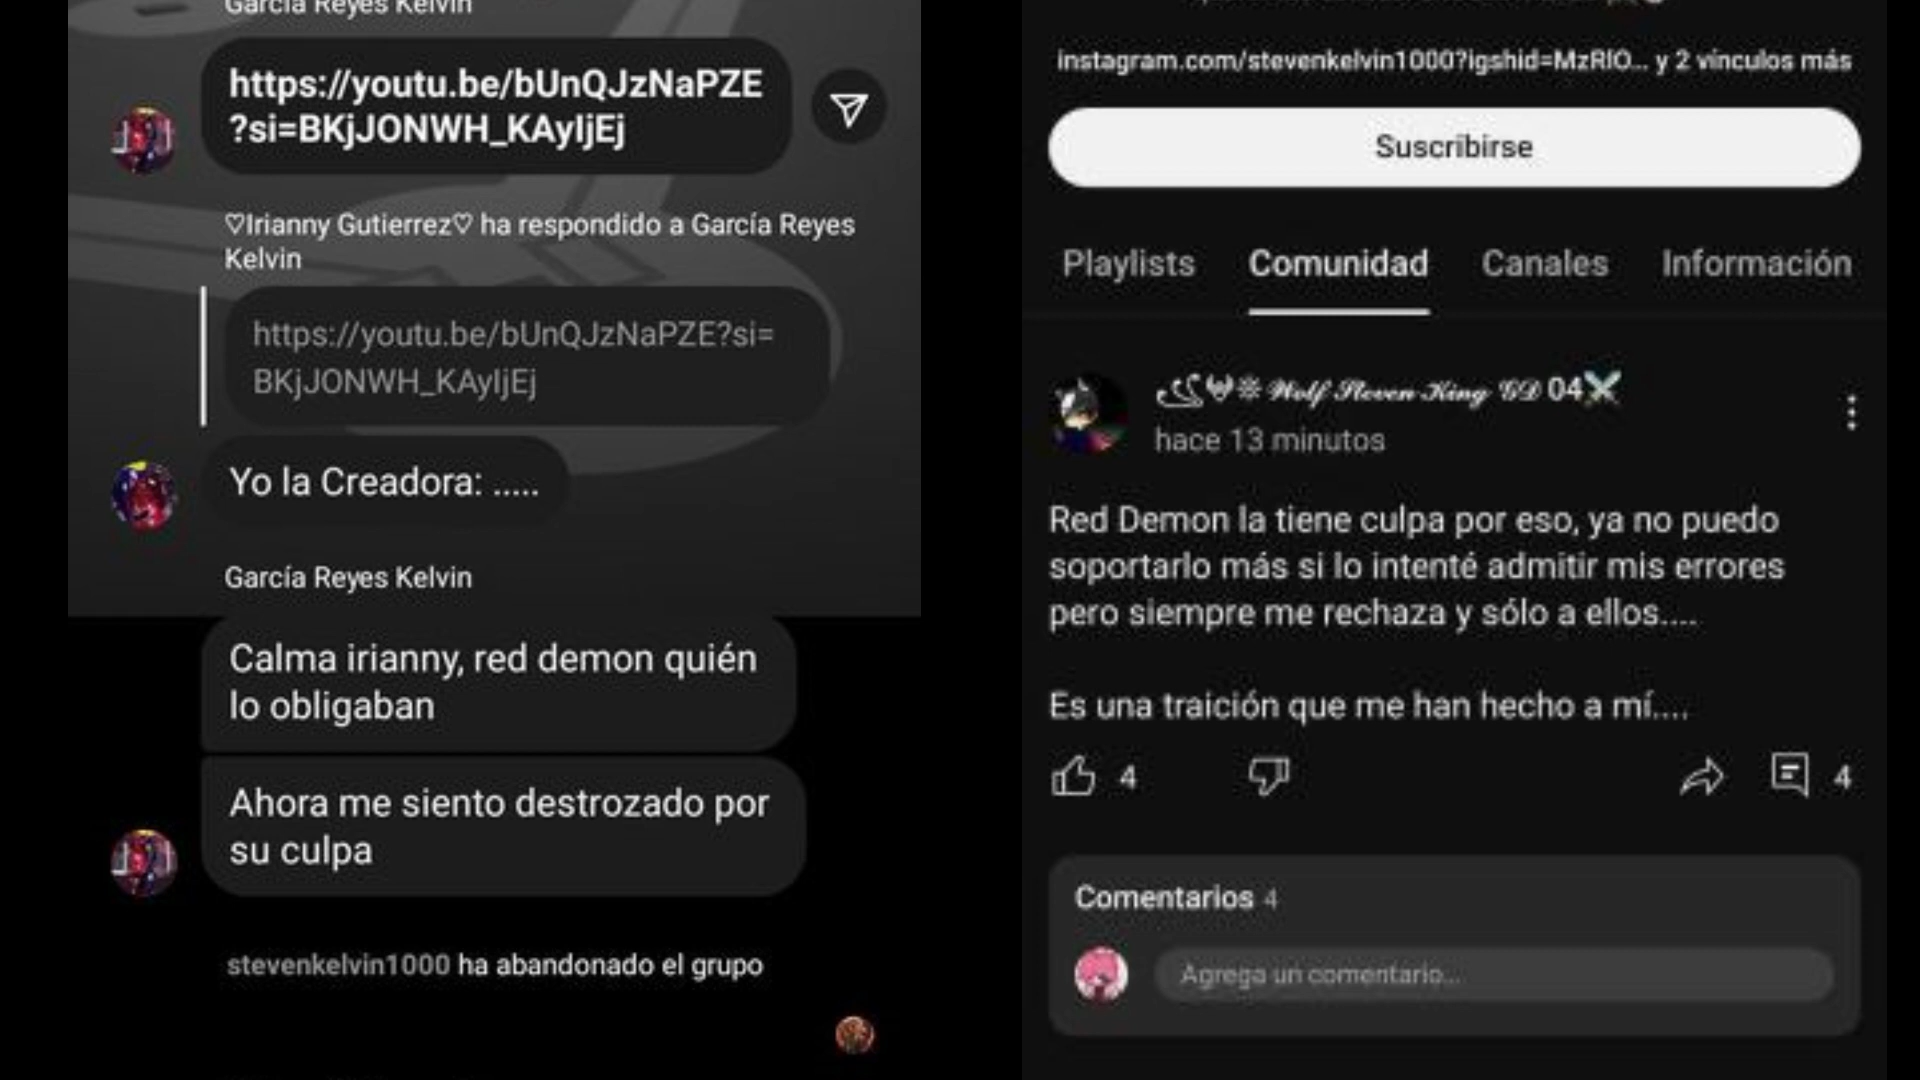 García Reyes Kelvin
https://youtu.be/bUnQJzNaPZE
?si=BKjJONWH_KAyIjEj
♡Irianny Gutierrez♡ ha respondido a García Reyes
Kelvin
https://youtu.be/bUnQJzNaPZE?si=
BKjJONWH_KAyIjEj
Yo la Creadora: .....
García Reyes Kelvin
Calma irianny, red demon quién
lo obligaban
Ahora me siento destrozado por
su culpa
stevenkelvin1000 ha abandonado el grupo
instagram.com/stevenkelvin1000?igshid=MzRlO... y 2 vínculos más
Suscribirse
Playlists Comunidad Canales Información
𝓦𝓸𝓵𝓯 𝓢𝓽𝓮𝓿𝓮𝓷 𝓚𝓲𝓷𝓰 𝓖𝓓 04⚔️
hace 13 minutos
Red Demon la tiene culpa por eso, ya no puedo
soportarlo más si lo intenté admitir mis errores
pero siempre me rechaza y sólo a ellos....
Es una traición que me han hecho a mí....
4 4
Comentarios 4
Agrega un comentario...